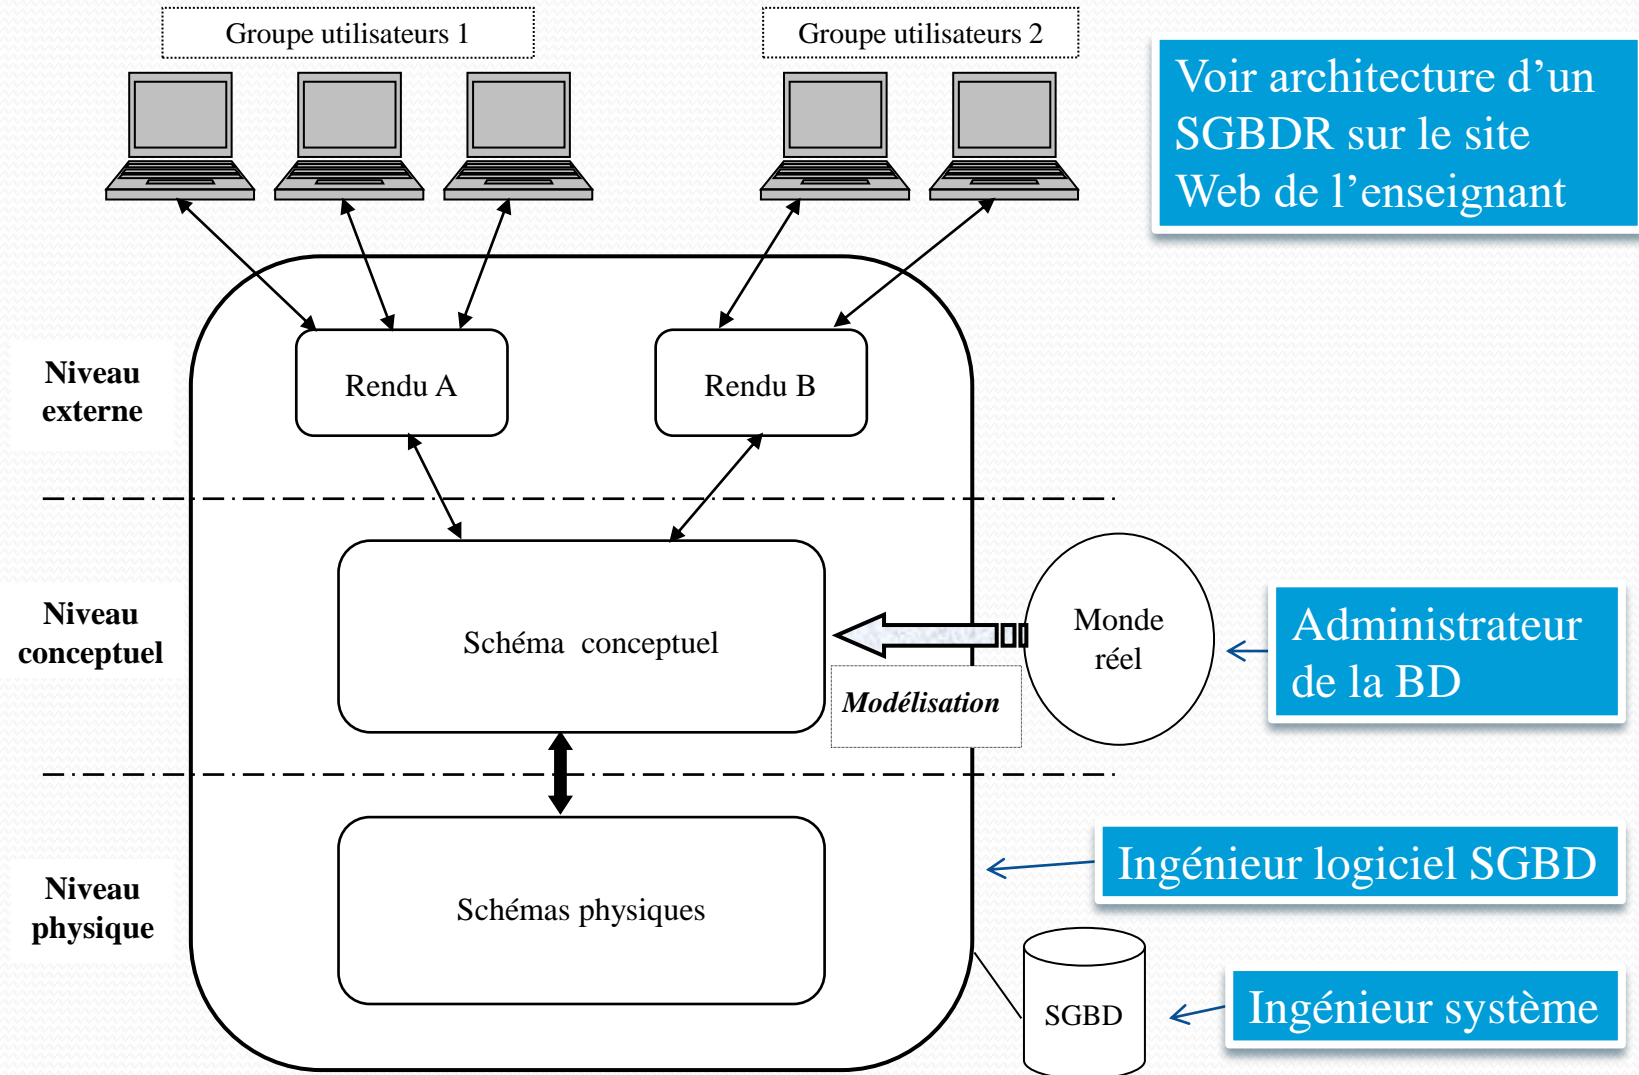 Groupe utilisateurs 1
Groupe utilisateurs 2
Voir architecture d’un
SGBDR sur le site
Web de l’enseignant
Niveau
externe
Rendu A
Rendu B
Niveau
conceptuel
Schéma conceptuel
Modélisation
Monde
réel
Administrateur
de la BD
Niveau
physique
Schémas physiques
Ingénieur logiciel SGBD
SGBD
Ingénieur système